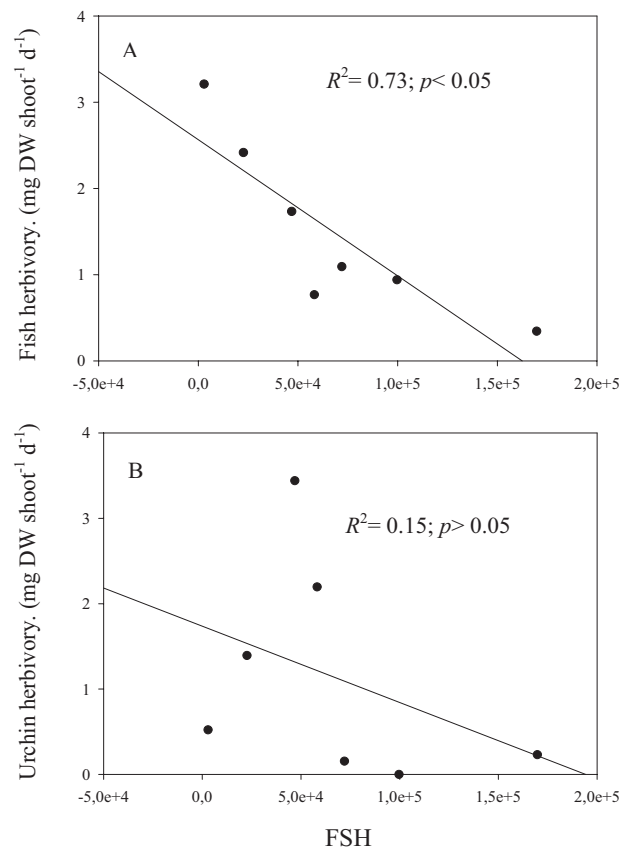 4
A
R²= 0.73; p< 0.05
3
2
1
0
Fish herbivory. (mg DW shoot⁻¹ d⁻¹)
-5,0e+4 0,0 5,0e+4 1,0e+5 1,5e+5 2,0e+5
4
B
R²= 0.15; p> 0.05
3
2
1
0
Urchin herbivory. (mg DW shoot⁻¹ d⁻¹)
-5,0e+4 0,0 5,0e+4 1,0e+5 1,5e+5 2,0e+5
FSH